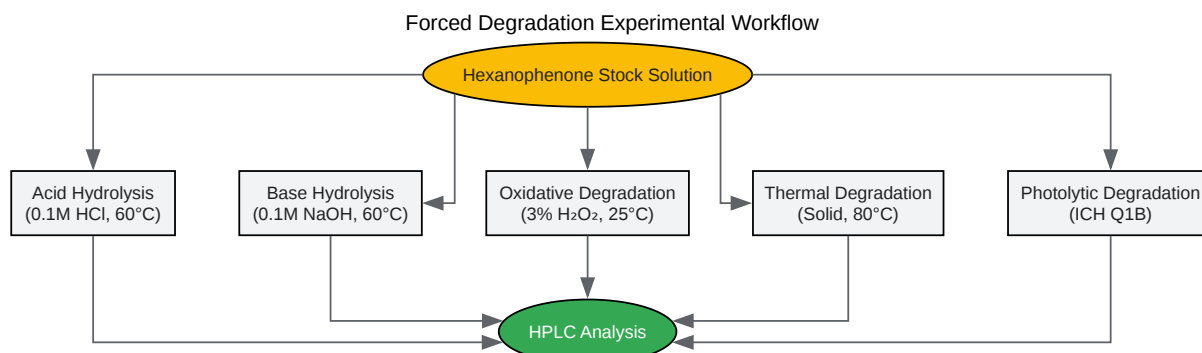 Forced Degradation Experimental Workflow
Hexanophenone Stock Solution
Acid Hydrolysis
(0.1M HCl, 60°C)
Base Hydrolysis
(0.1M NaOH, 60°C)
Oxidative Degradation
(3% H₂O₂, 25°C)
Thermal Degradation
(Solid, 80°C)
Photolytic Degradation
(ICH Q1B)
HPLC Analysis